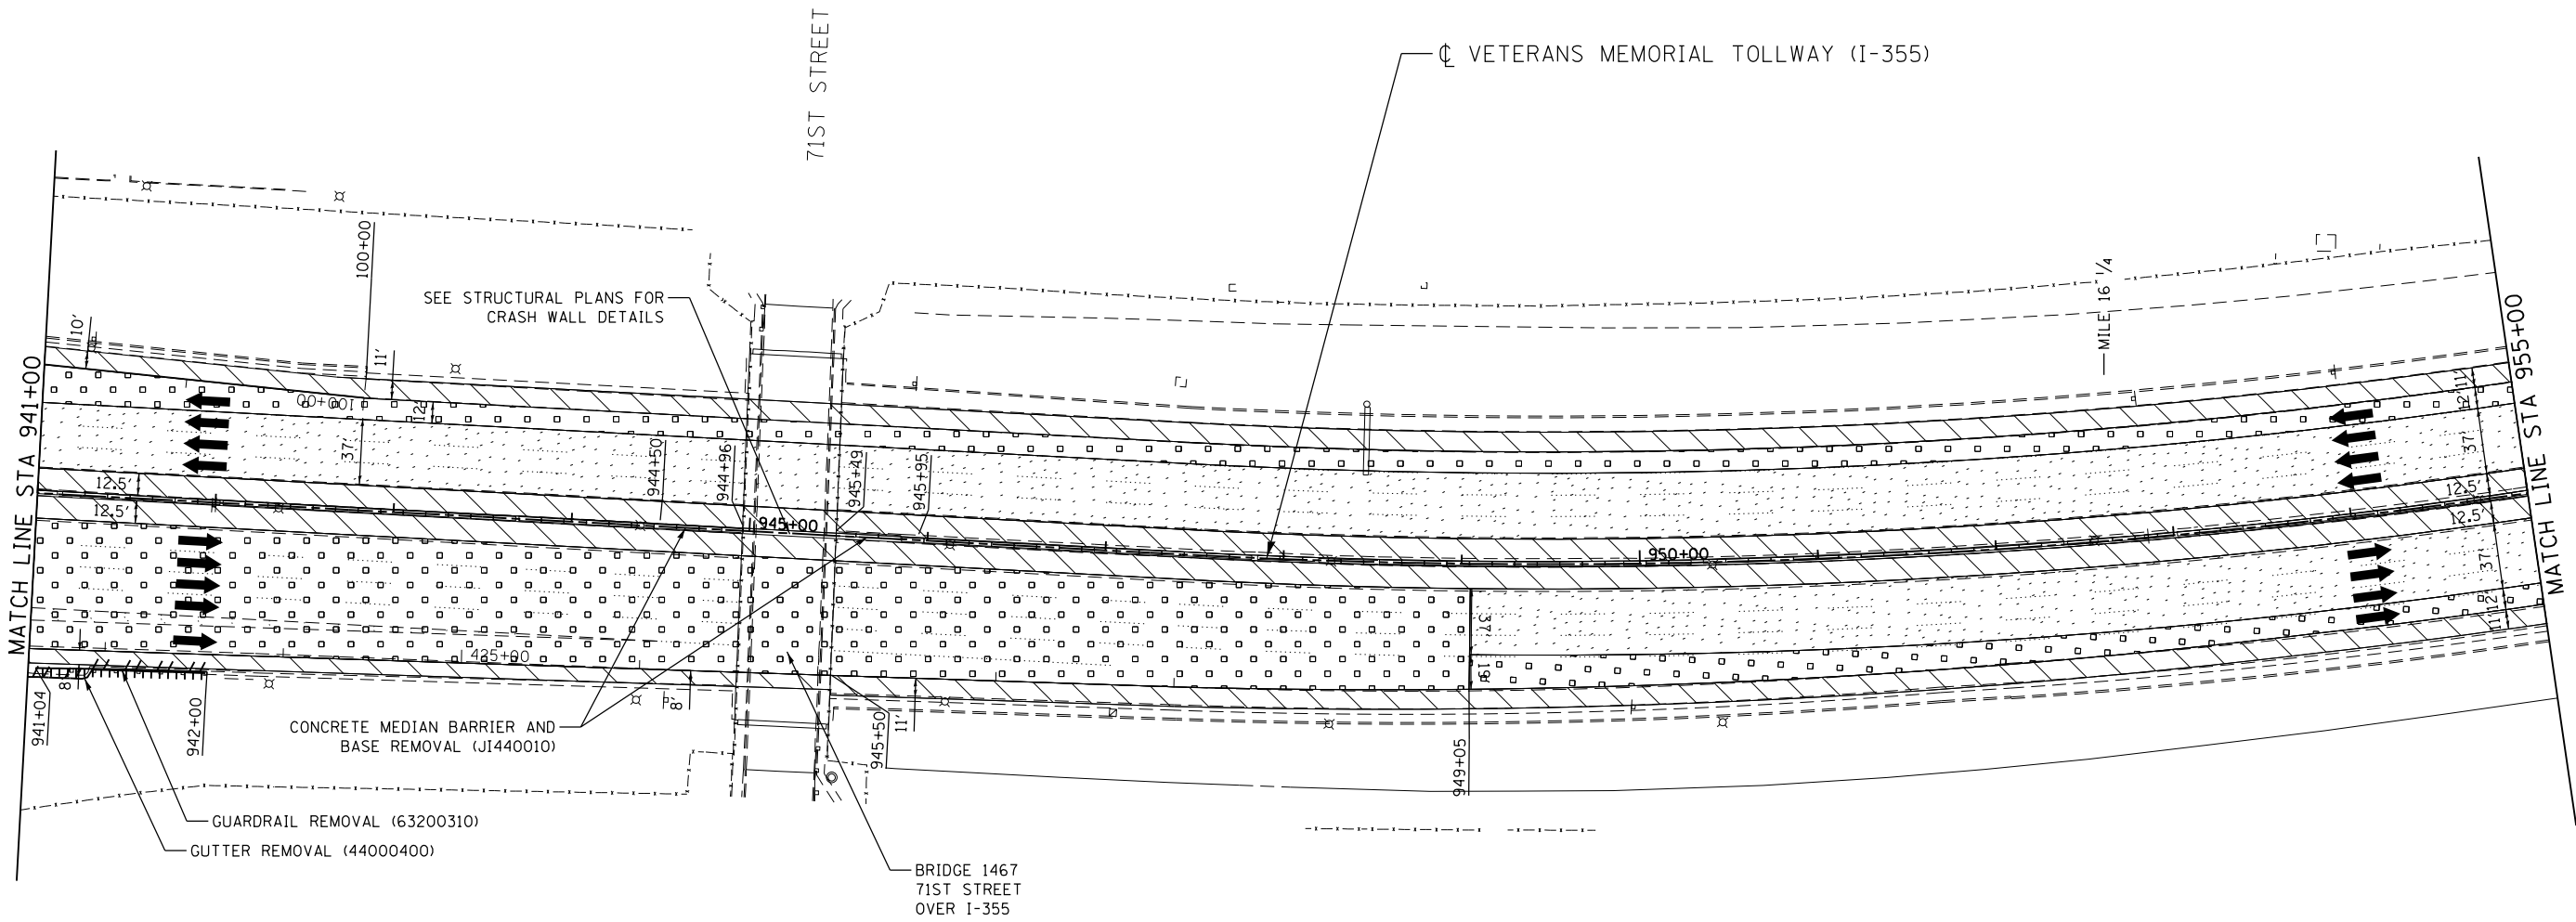 71ST STREET
℄ VETERANS MEMORIAL TOLLWAY (I-355)
100+00
SEE STRUCTURAL PLANS FOR
CRASH WALL DETAILS
MILE 16 1/4
MATCH LINE STA 941+00
MATCH LINE STA 955+00
10'
11'
100+00
12'
37'
12.5'
12.5'
944+50
944+96
945+49
945+95
945+00
950+00
11'
12'
37'
12.5'
12.5'
37'
12'
11'
37'
19'
1435+00
8'
8'
11'
941+04
942+00
945+50
949+05
CONCRETE MEDIAN BARRIER AND
BASE REMOVAL (JI440010)
GUARDRAIL REMOVAL (63200310)
GUTTER REMOVAL (44000400)
BRIDGE 1467
71ST STREET
OVER I-355